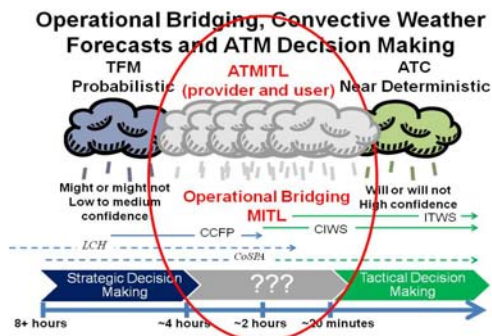 Operational Bridging, Convective Weather
Forecasts and ATM Decision Making
TFM
Probabilistic
ATMITL
(provider and user)
ATC
Near Deterministic
Might or might not
Low to medium
confidence
Operational Bridging
MITL
Will or will not
High confidence
ITWS
CCFP
CIWS
LCH
CoSPA
Strategic Decision
Making
???
Tactical Decision
Making
8+ hours
~4 hours
~2 hours
~20 minutes